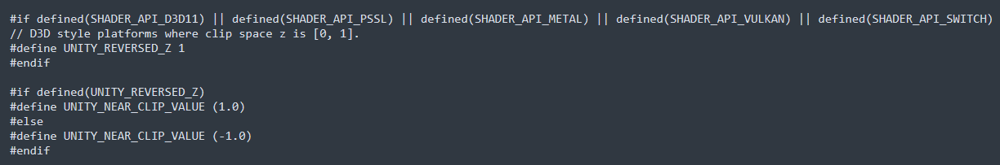 #if defined(SHADER_API_D3D11) || defined(SHADER_API_PSSL) || defined(SHADER_API_METAL) || defined(SHADER_API_VULKAN) || defined(SHADER_API_SWITCH)
// D3D style platforms where clip space z is [0, 1].
#define UNITY_REVERSED_Z 1
#endif

#if defined(UNITY_REVERSED_Z)
#define UNITY_NEAR_CLIP_VALUE (1.0)
#else
#define UNITY_NEAR_CLIP_VALUE (-1.0)
#endif